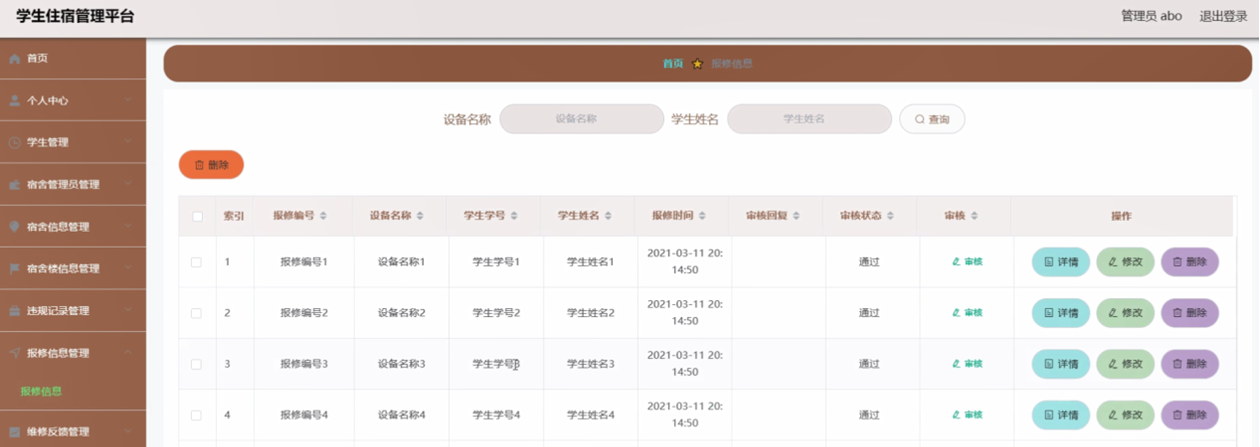 学生住宿管理平台
管理员 abo 退出登录
首页
个人中心
学生管理
宿舍管理员管理
宿舍信息管理
宿舍楼信息管理
违规记录管理
报修信息管理
报修信息
维修反馈管理
首页 报修信息
设备名称 设备名称 学生姓名 学生姓名 查询
删除
索引 报修编号 设备名称 学生学号 学生姓名 报修时间 审核回复 审核状态 审核 操作
1 报修编号1 设备名称1 学生学号1 学生姓名1 2021-03-11 20:14:50 通过 审核 详情 修改 删除
2 报修编号2 设备名称2 学生学号2 学生姓名2 2021-03-11 20:14:50 通过 审核 详情 修改 删除
3 报修编号3 设备名称3 学生学号3 学生姓名3 2021-03-11 20:14:50 通过 审核 详情 修改 删除
4 报修编号4 设备名称4 学生学号4 学生姓名4 2021-03-11 20:14:50 通过 审核 详情 修改 删除